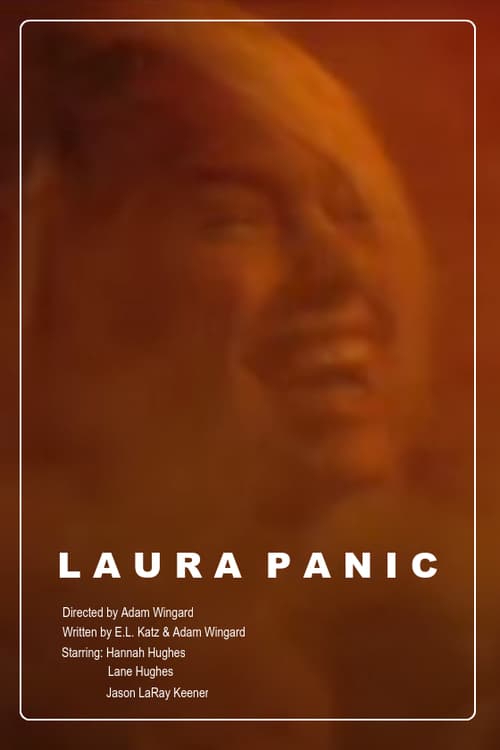 LAURA PANIC
Directed by Adam Wingard
Written by E.L. Katz & Adam Wingard
Starring: Hannah Hughes
Lane Hughes
Jason LaRay Keener